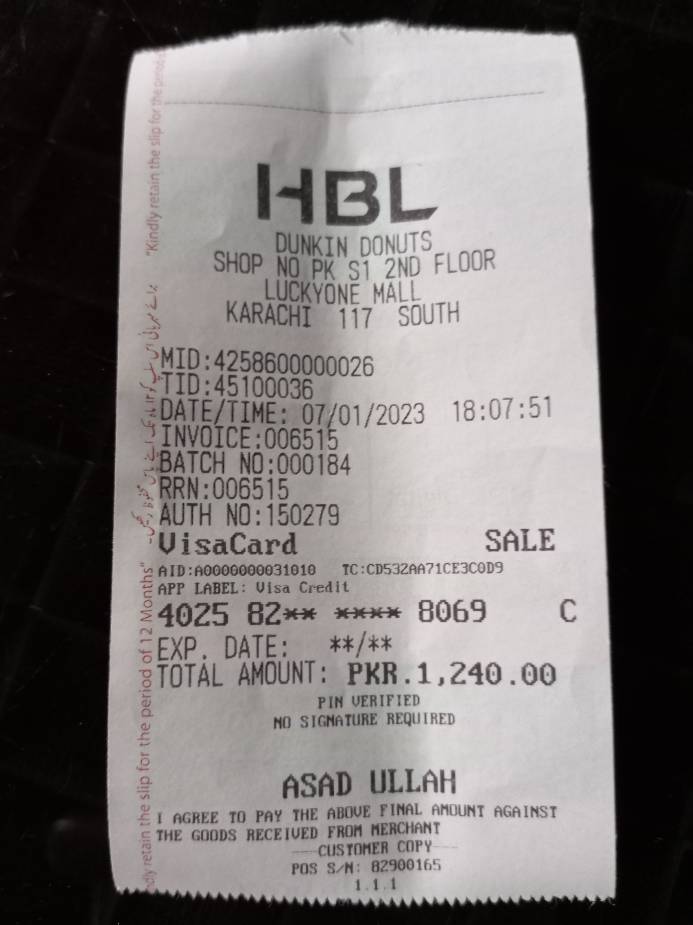 HBL
DUNKIN DONUTS
SHOP NO PK S1 2ND FLOOR
LUCKYONE MALL
KARACHI 117 SOUTH
MID:4258600000026
TID:45100036
DATE/TIME: 07/01/2023 18:07:51
INVOICE:006515
BATCH NO:000184
RRN:006515
AUTH NO:150279
VisaCard SALE
AID:A0000000031010 TC:CD532AA71CE3C0D9
APP LABEL: Visa Credit
4025 82** **** 8069 C
EXP. DATE: **/**
TOTAL AMOUNT: PKR.1,240.00
PIN VERIFIED
NO SIGNATURE REQUIRED
ASAD ULLAH
I AGREE TO PAY THE ABOVE FINAL AMOUNT AGAINST
THE GOODS RECEIVED FROM MERCHANT
----CUSTOMER COPY----
POS S/N: 82900165
1.1.1
"Kindly retain the slip for the period
retain the slip for the period of 12 Months"